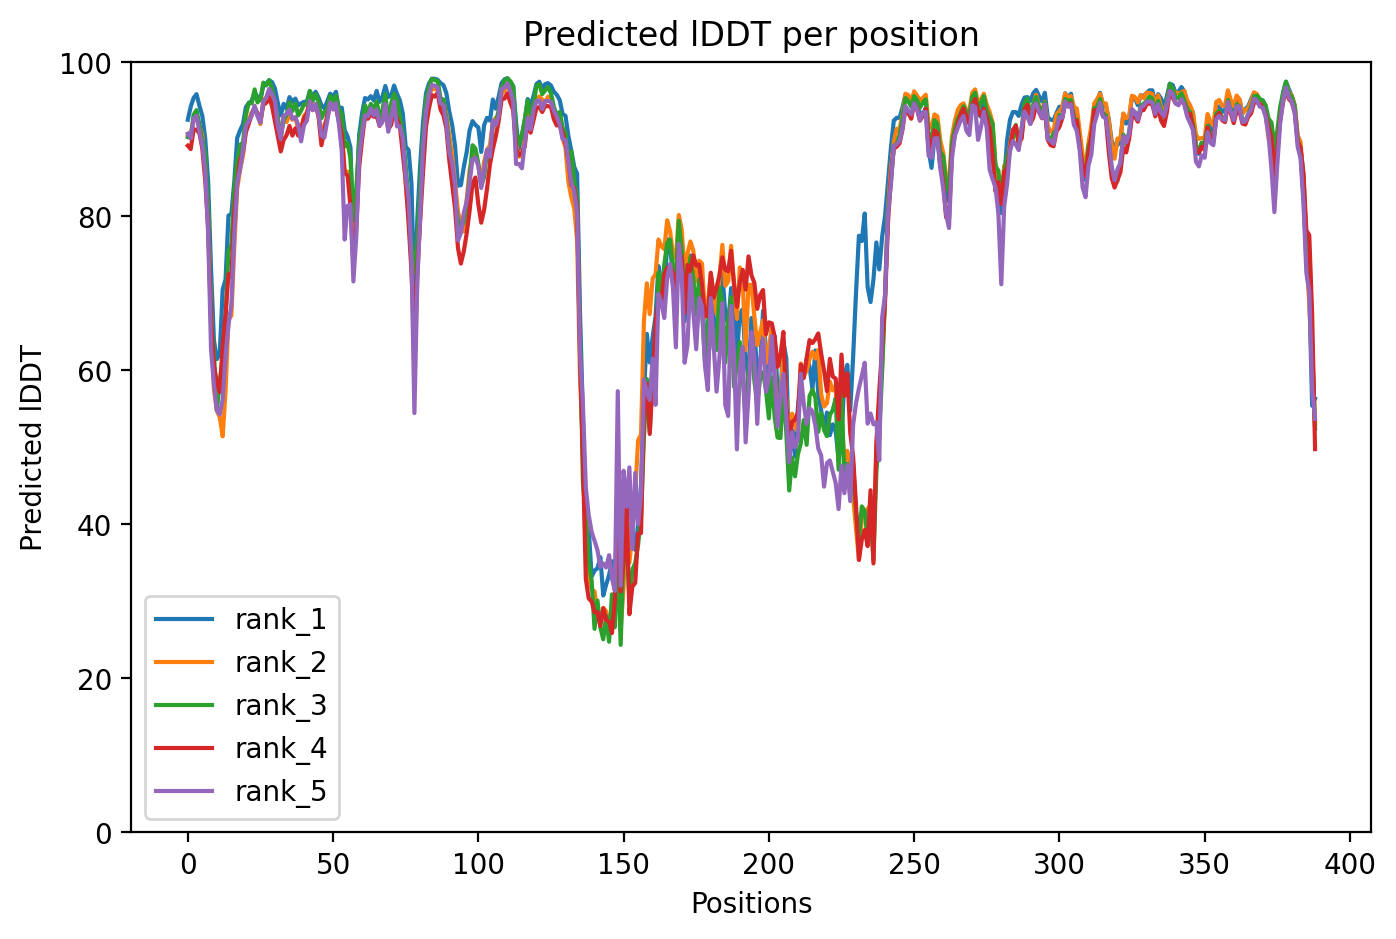 Predicted lDDT per position
100
80
60
40
20
0
Predicted lDDT
rank_1
rank_2
rank_3
rank_4
rank_5
0 50 100 150 200 250 300 350 400
Positions